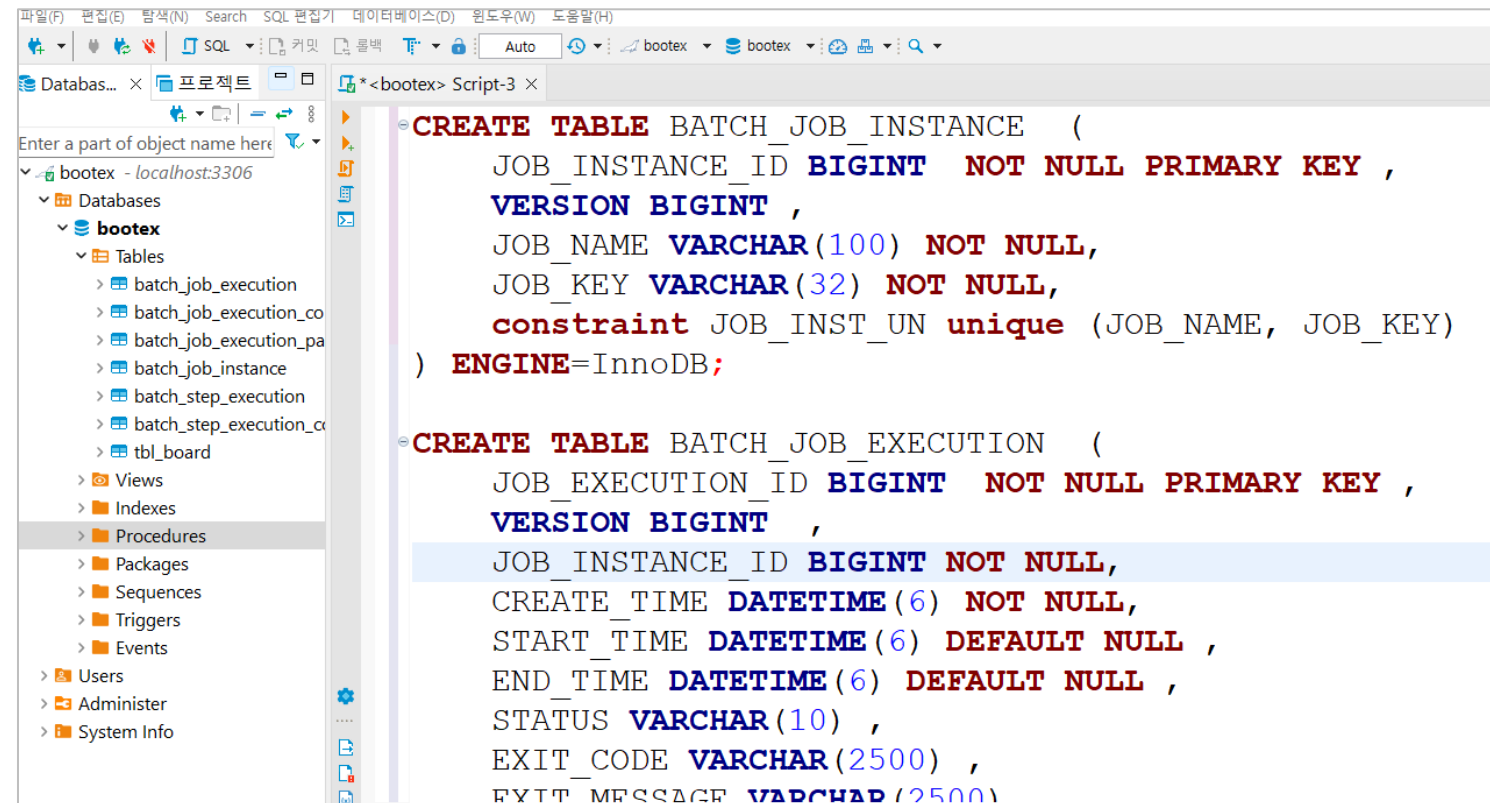 파일(F) 편집(E) 탐색(N) Search SQL 편집기 데이터베이스(D) 윈도우(W) 도움말(H)
SQL 커밋 롤백 Auto bootex bootex
Databas... 프로젝트
*<bootex> Script-3
Enter a part of object name here
bootex - localhost:3306
Databases
bootex
Tables
batch_job_execution
batch_job_execution_co
batch_job_execution_pa
batch_job_instance
batch_step_execution
batch_step_execution_co
tbl_board
Views
Indexes
Procedures
Packages
Sequences
Triggers
Events
Users
Administer
System Info
CREATE TABLE BATCH_JOB_INSTANCE (
JOB_INSTANCE_ID BIGINT NOT NULL PRIMARY KEY ,
VERSION BIGINT ,
JOB_NAME VARCHAR(100) NOT NULL,
JOB_KEY VARCHAR(32) NOT NULL,
constraint JOB_INST_UN unique (JOB_NAME, JOB_KEY)
) ENGINE=InnoDB;
CREATE TABLE BATCH_JOB_EXECUTION (
JOB_EXECUTION_ID BIGINT NOT NULL PRIMARY KEY ,
VERSION BIGINT ,
JOB_INSTANCE_ID BIGINT NOT NULL,
CREATE_TIME DATETIME(6) NOT NULL,
START_TIME DATETIME(6) DEFAULT NULL ,
END_TIME DATETIME(6) DEFAULT NULL ,
STATUS VARCHAR(10) ,
EXIT_CODE VARCHAR(2500) ,
EXIT_MESSAGE VARCHAR(2500)